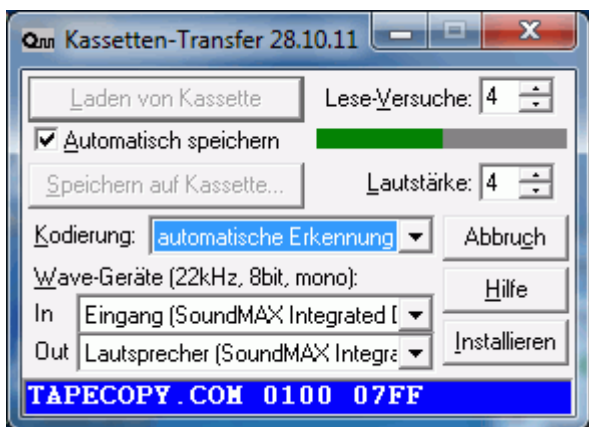 Kassetten-Transfer 28.10.11
Laden von Kassette
Lese-Versuche: 4
Automatisch speichern
Speichern auf Kassette...
Lautstärke: 4
Kodierung: automatische Erkennung
Abbruch
Wave-Geräte (22kHz, 8bit, mono):
Hilfe
In Eingang (SoundMAX Integrated D
Out Lautsprecher (SoundMAX Integra
Installieren
TAPECOPY.COM 0100 07FF